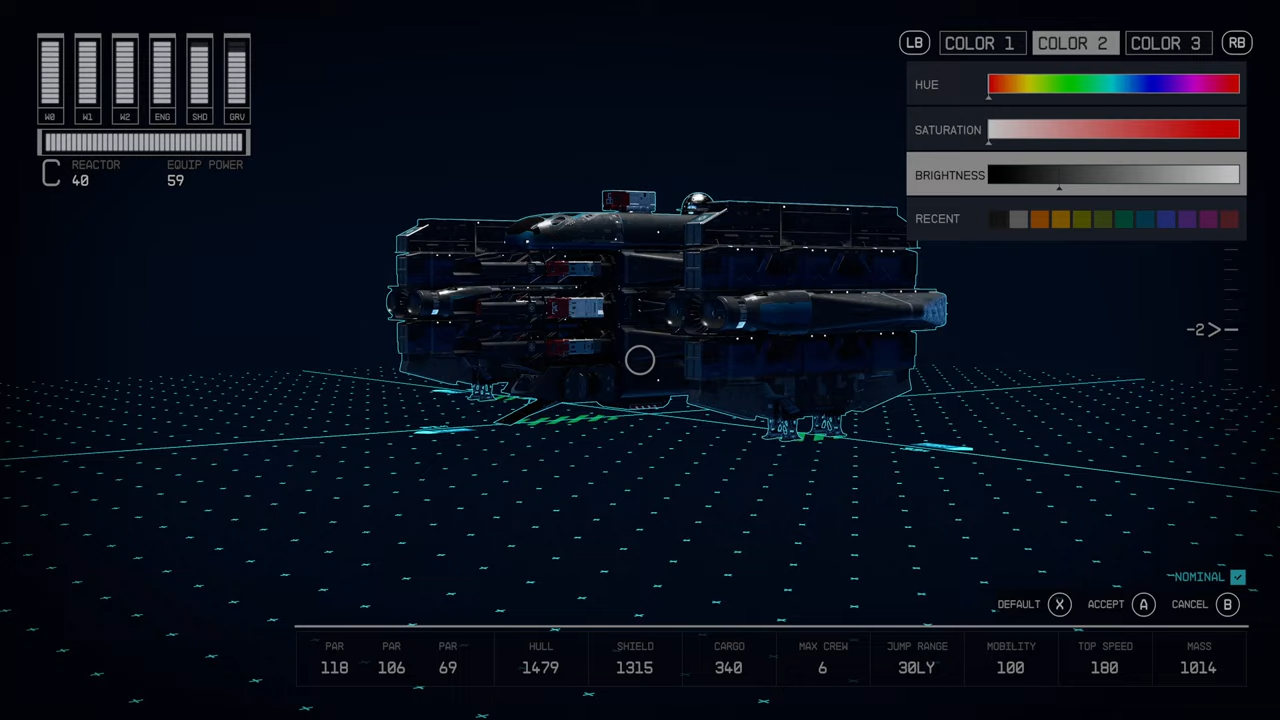 W0 W1 W2 ENG SHD GRV
C REACTOR EQUIP POWER
40 59
LB COLOR 1 COLOR 2 COLOR 3 RB
HUE
SATURATION
BRIGHTNESS
RECENT
-2
NOMINAL
DEFAULT X ACCEPT A CANCEL B
PAR PAR PAR HULL SHIELD CARGO MAX CREW JUMP RANGE MOBILITY TOP SPEED MASS
118 106 69 1479 1315 340 6 30LY 100 180 1014